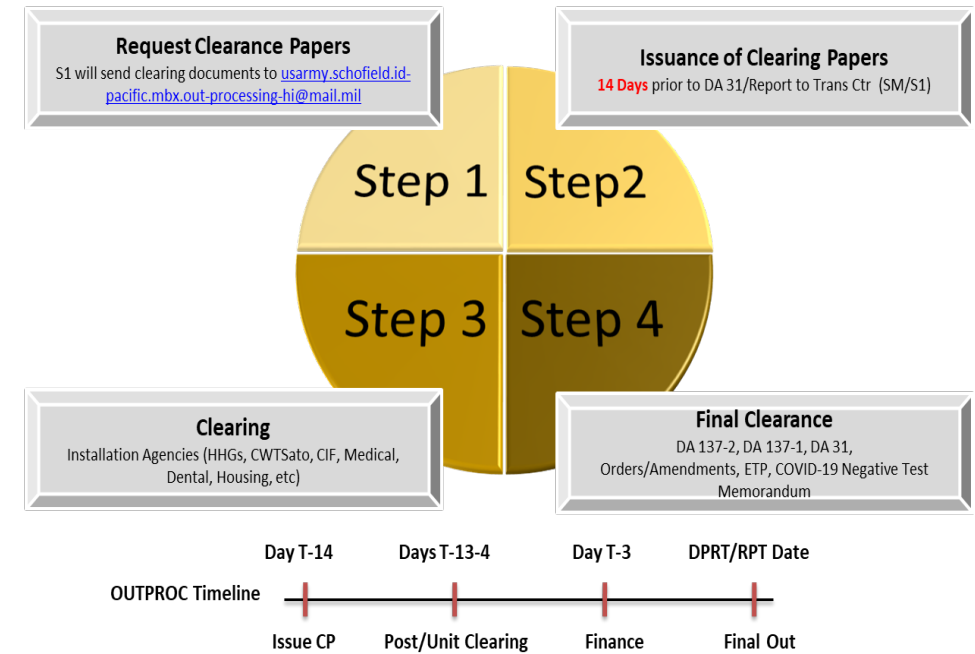 Request Clearance Papers
S1 will send clearing documents to usarmy.schofield.id-
pacific.mbx.out-processing-hi@mail.mil
Issuance of Clearing Papers
14 Days prior to DA 31/Report to Trans Ctr (SM/S1)
Step 1
Step2
Step 3
Step 4
Clearing
Installation Agencies (HHGs, CWTSato, CIF, Medical,
Dental, Housing, etc)
Final Clearance
DA 137-2, DA 137-1, DA 31,
Orders/Amendments, ETP, COVID-19 Negative Test
Memorandum
Day T-14
Days T-13-4
Day T-3
DPRT/RPT Date
OUTPROC Timeline
Issue CP
Post/Unit Clearing
Finance
Final Out